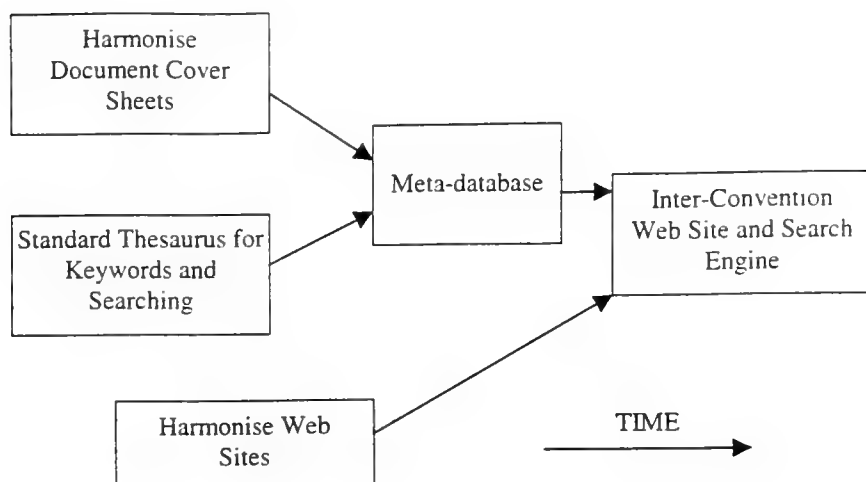 Harmonise
Document Cover
Sheets
Meta-database
Inter-Convention
Web Site and Search
Engine
Standard Thesaurus for
Keywords and
Searching
Harmonise Web
Sites
TIME